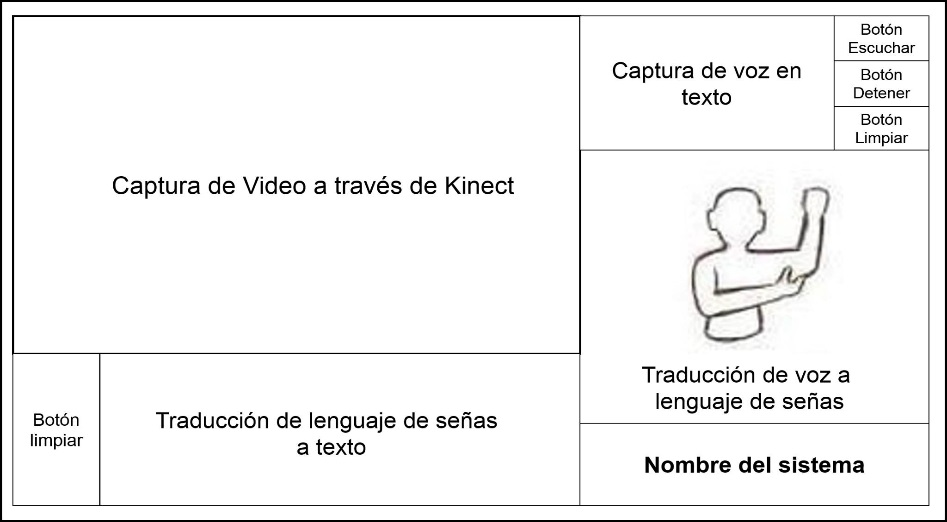 Captura de Video a través de Kinect
Captura de voz en
texto
Botón
Escuchar
Botón
Detener
Botón
Limpiar
Traducción de voz a
lenguaje de señas
Botón
limpiar
Traducción de lenguaje de señas
a texto
Nombre del sistema